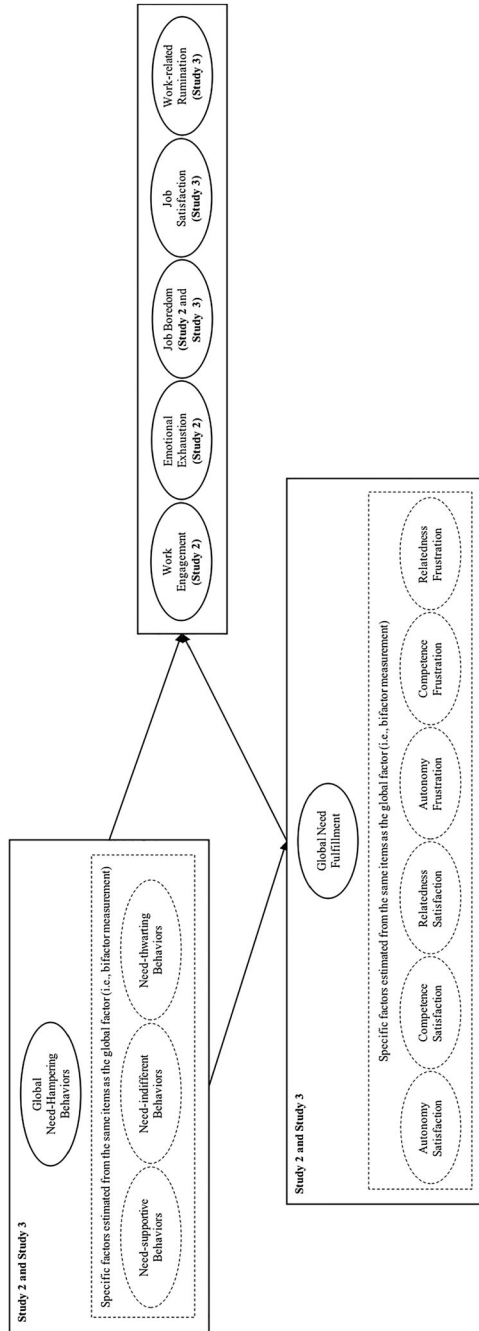 Study 2 and Study 3
Global
Need-Hampering
Behaviors
Specific factors estimated from the same items as the global factor (i.e., bifactor measurement)
Need-supportive
Behaviors
Need-indifferent
Behaviors
Need-thwarting
Behaviors
Study 2 and Study 3
Global Need
Fulfillment
Specific factors estimated from the same items as the global factor (i.e., bifactor measurement)
Autonomy
Satisfaction
Competence
Satisfaction
Relatedness
Satisfaction
Autonomy
Frustration
Competence
Frustration
Relatedness
Frustration
Work
Engagement
(Study 2)
Emotional
Exhaustion
(Study 2)
Job Boredom
(Study 2 and
Study 3)
Job
Satisfaction
(Study 3)
Work-related
Rumination
(Study 3)